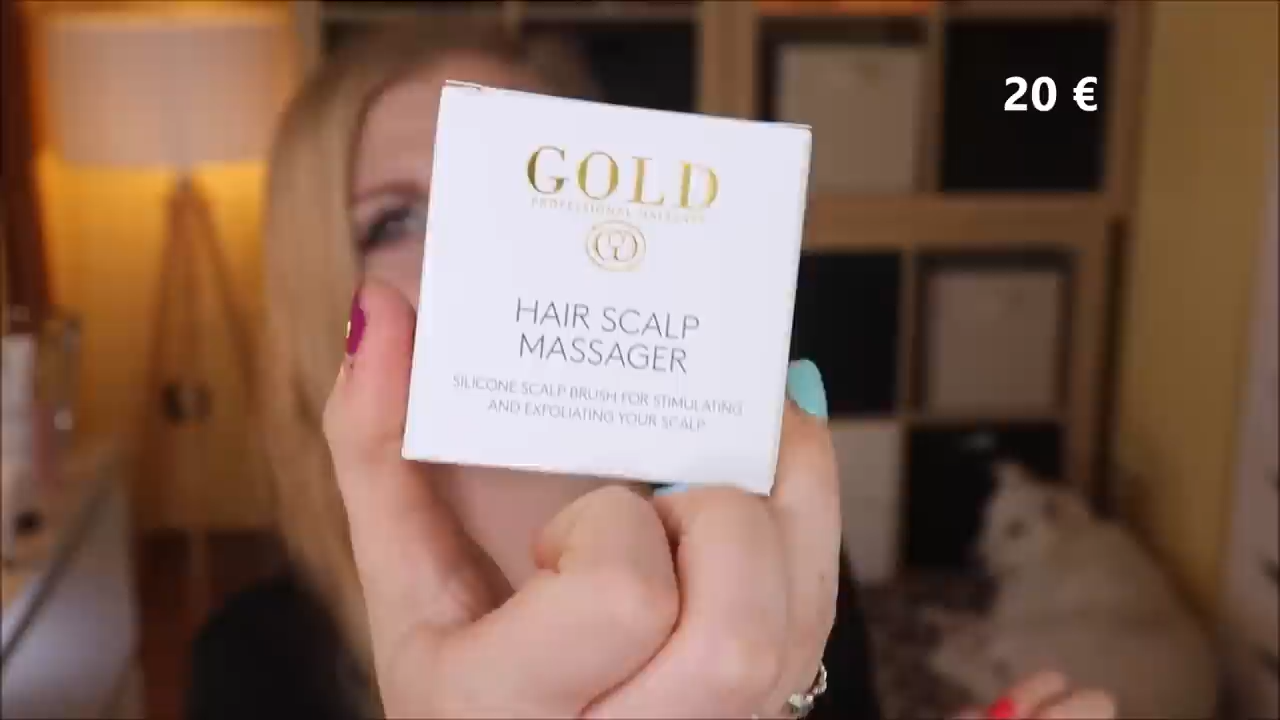 20 €
GOLD
PROFESSIONAL HAIRCARE
HAIR SCALP
MASSAGER
SILICONE SCALP BRUSH FOR STIMULATING
AND EXFOLIATING YOUR SCALP